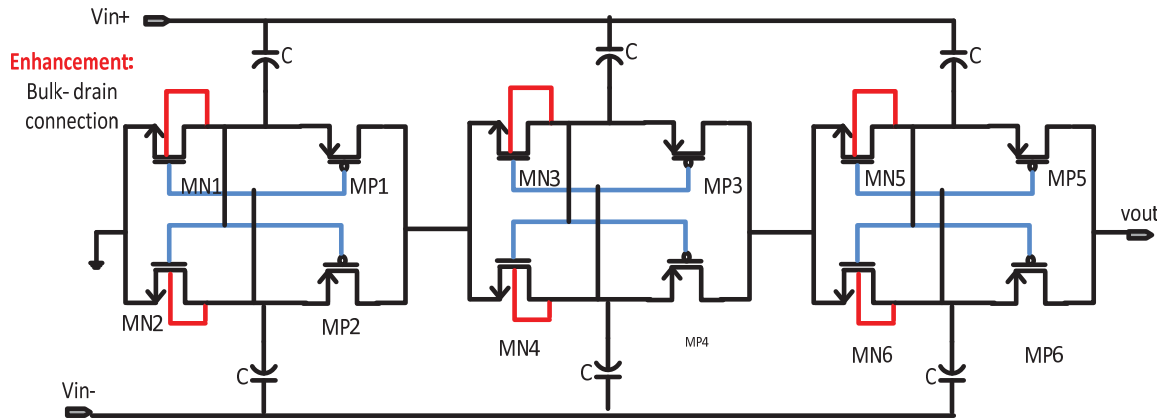 Vin+
C
C
C
Enhancement:
Bulk- drain
connection
MN1
MP1
MN3
MP3
MN5
MP5
vout
MN2
MP2
MN4
MP4
MN6
MP6
C
C
C
Vin-